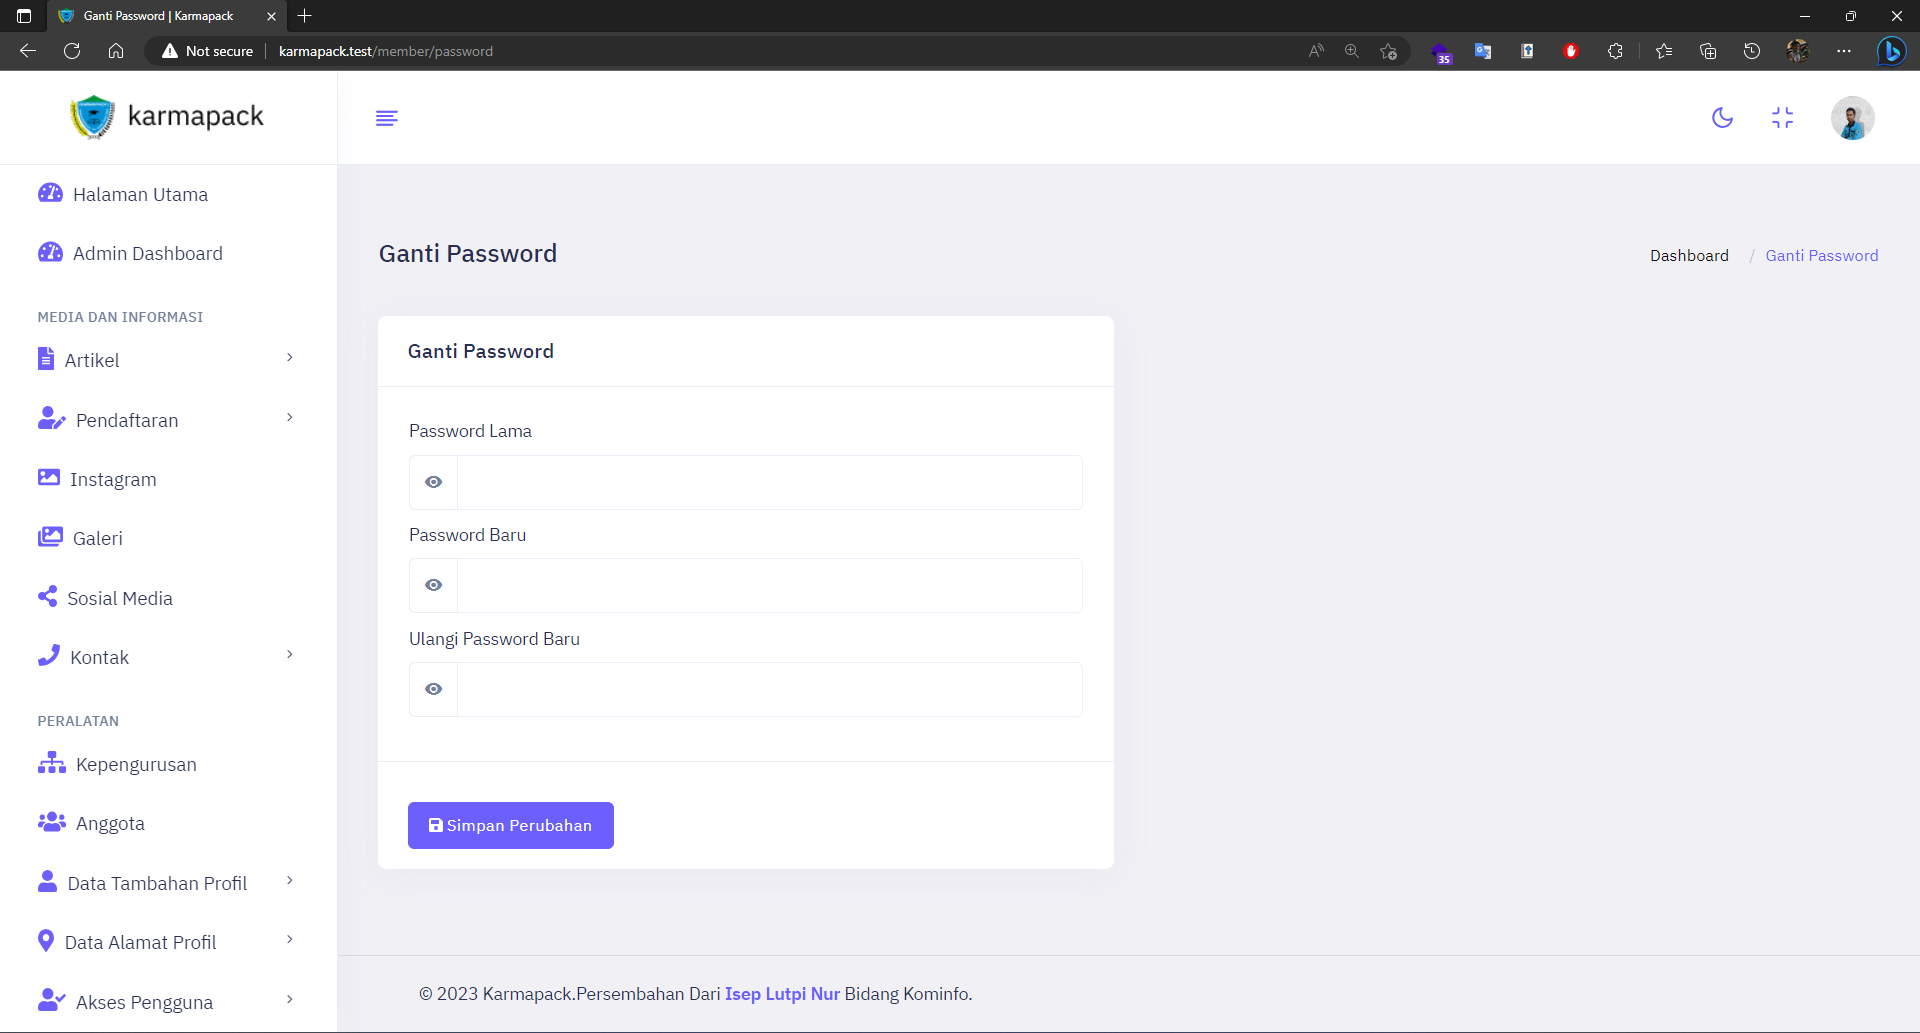 Ganti Password | Karmapack
Not secure
karmapack.test/member/password
35
karmapack
Halaman Utama
Admin Dashboard
MEDIA DAN INFORMASI
Artikel
Pendaftaran
Instagram
Galeri
Sosial Media
Kontak
PERALATAN
Kepengurusan
Anggota
Data Tambahan Profil
Data Alamat Profil
Akses Pengguna
Ganti Password
Dashboard / Ganti Password
Ganti Password
Password Lama
Password Baru
Ulangi Password Baru
Simpan Perubahan
© 2023 Karmapack.Persembahan Dari Isep Lutpi Nur Bidang Kominfo.